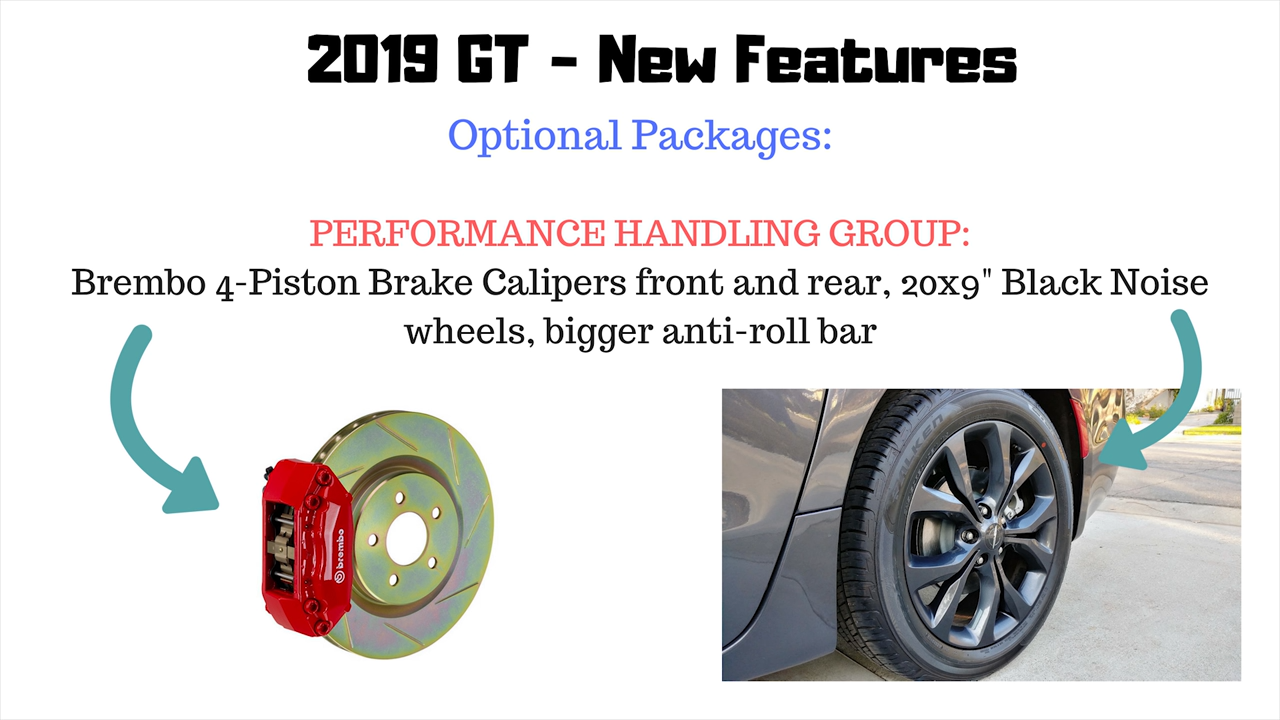 2019 GT - New Features
Optional Packages:
PERFORMANCE HANDLING GROUP:
Brembo 4-Piston Brake Calipers front and rear, 20x9" Black Noise
wheels, bigger anti-roll bar
brembo
FALKEN